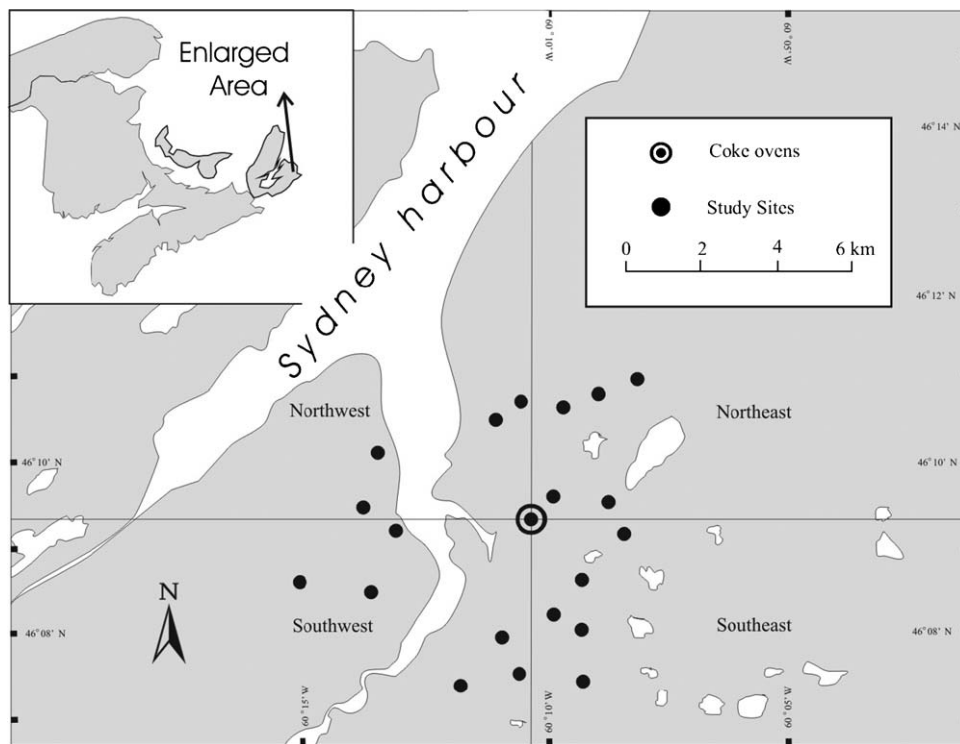 Enlarged
Area
60°10' W
60°05' W
46°14' N
Coke ovens
Study Sites
0 2 4 6 km
Sydney harbour
46°12' N
Northwest
Northeast
46°10' N
46°10' N
N
46°08' N
Southwest
Southeast
46°08' N
60°15' W
60°10' W
60°05' W